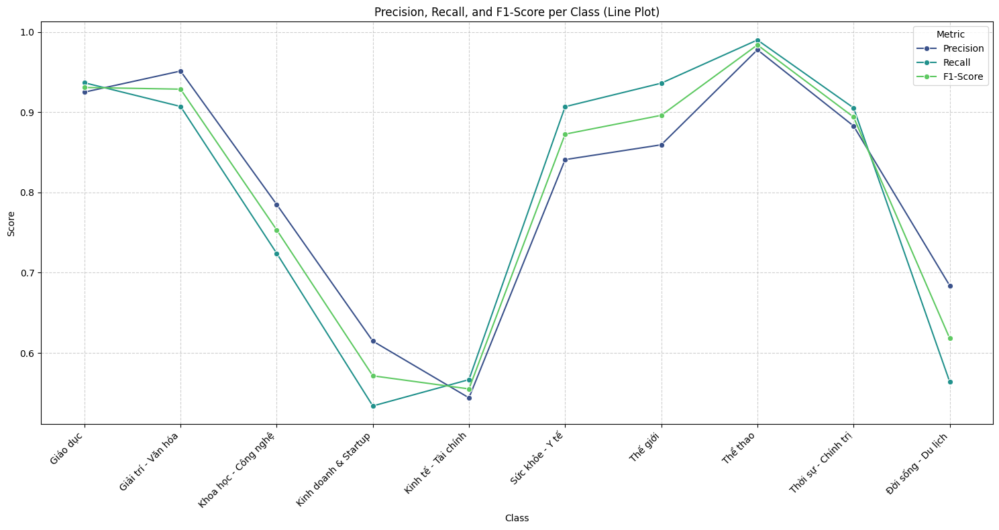 Precision, Recall, and F1-Score per Class (Line Plot)
Metric
Precision
Recall
F1-Score
Score
1.0
0.9
0.8
0.7
0.6
Giáo dục
Giải trí - Văn hóa
Khoa học - Công nghệ
Kinh doanh & Startup
Kinh tế - Tài chính
Sức khỏe - Y tế
Thế giới
Thể thao
Thời sự - Chính trị
Đời sống - Du lịch
Class